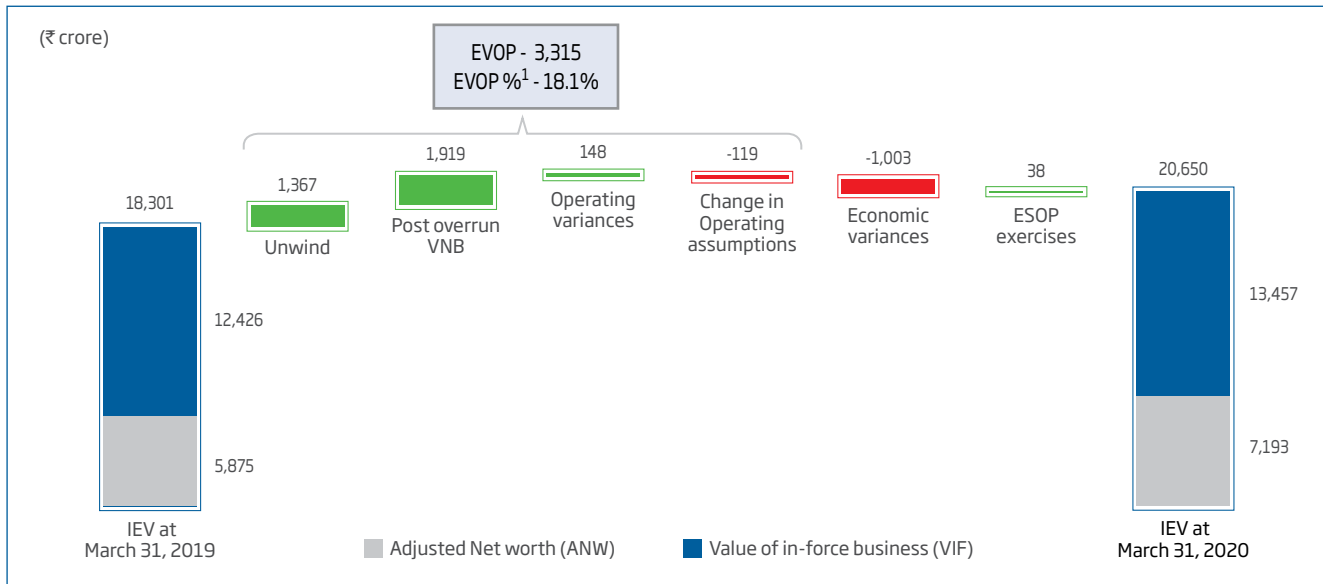 (₹ crore)
EVOP - 3,315
EVOP %¹ - 18.1%
18,301
12,426
5,875
IEV at
March 31, 2019
1,367
Unwind
1,919
Post overrun
VNB
148
Operating
variances
-119
Change in
Operating
assumptions
-1,003
Economic
variances
38
ESOP
exercises
20,650
13,457
7,193
IEV at
March 31, 2020
Adjusted Net worth (ANW)
Value of in-force business (VIF)